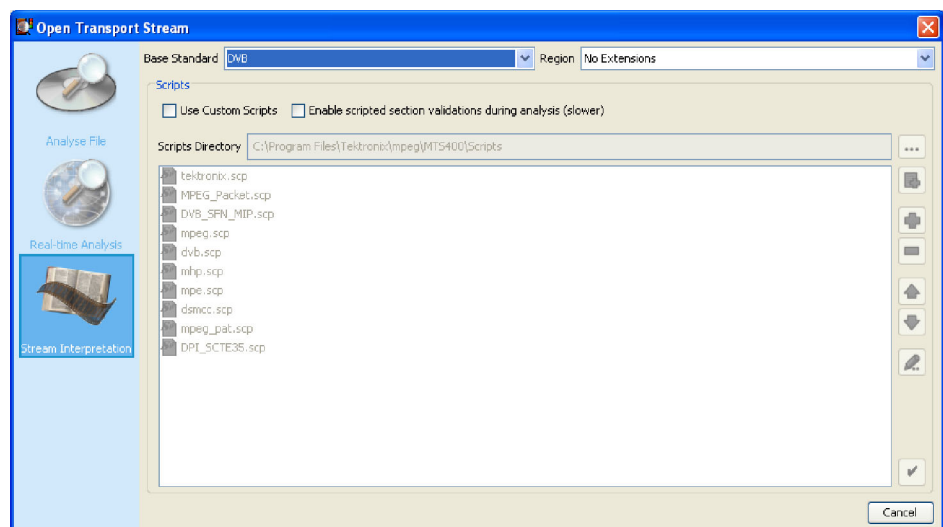 Open Transport Stream
Base Standard DVB Region No Extensions
Scripts
Use Custom Scripts Enable scripted section validations during analysis (slower)
Analyse File
Scripts Directory C:\Program Files\Tektronix\mpeg\MTS400\Scripts ...
tektronix.scp
MPEG_Packet.scp
DVB_SFN_MIP.scp
mpeg.scp
Real-time Analysis
dvb.scp
mhp.scp
mpe.scp
dsmcc.scp
mpeg_pat.scp
Stream Interpretation
DPI_SCTE35.scp
Cancel